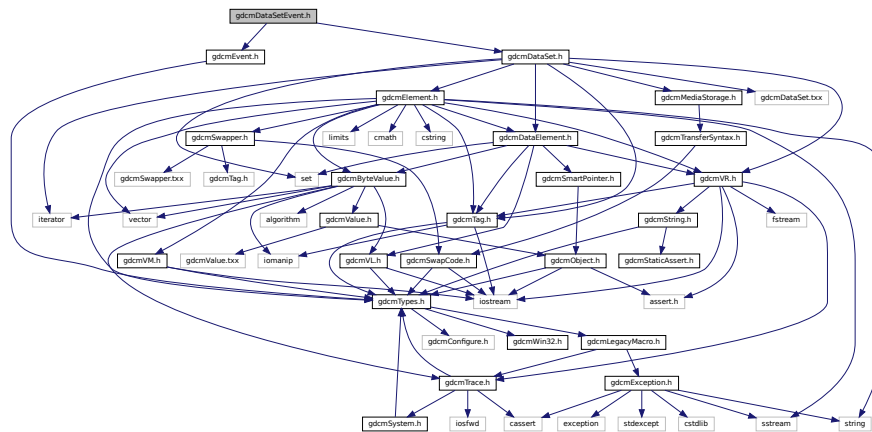 gdcmDataSetEvent.h
gdcmEvent.h
gdcmDataSet.h
gdcmElement.h
gdcmMediaStorage.h
gdcmDataSet.txx
gdcmSwapper.h
limits
cmath
cstring
gdcmDataElement.h
gdcmTransferSyntax.h
gdcmSwapper.txx
gdcmTag.h
set
gdcmByteValue.h
gdcmSmartPointer.h
gdcmVR.h
iterator
vector
algorithm
gdcmValue.h
gdcmTag.h
gdcmString.h
fstream
gdcmVM.h
gdcmValue.txx
iomanip
gdcmVL.h
gdcmSwapCode.h
gdcmObject.h
gdcmStaticAssert.h
gdcmTypes.h
iostream
assert.h
gdcmConfigure.h
gdcmWin32.h
gdcmLegacyMacro.h
gdcmTrace.h
gdcmException.h
gdcmSystem.h
iosfwd
cassert
exception
stdexcept
cstdlib
sstream
string